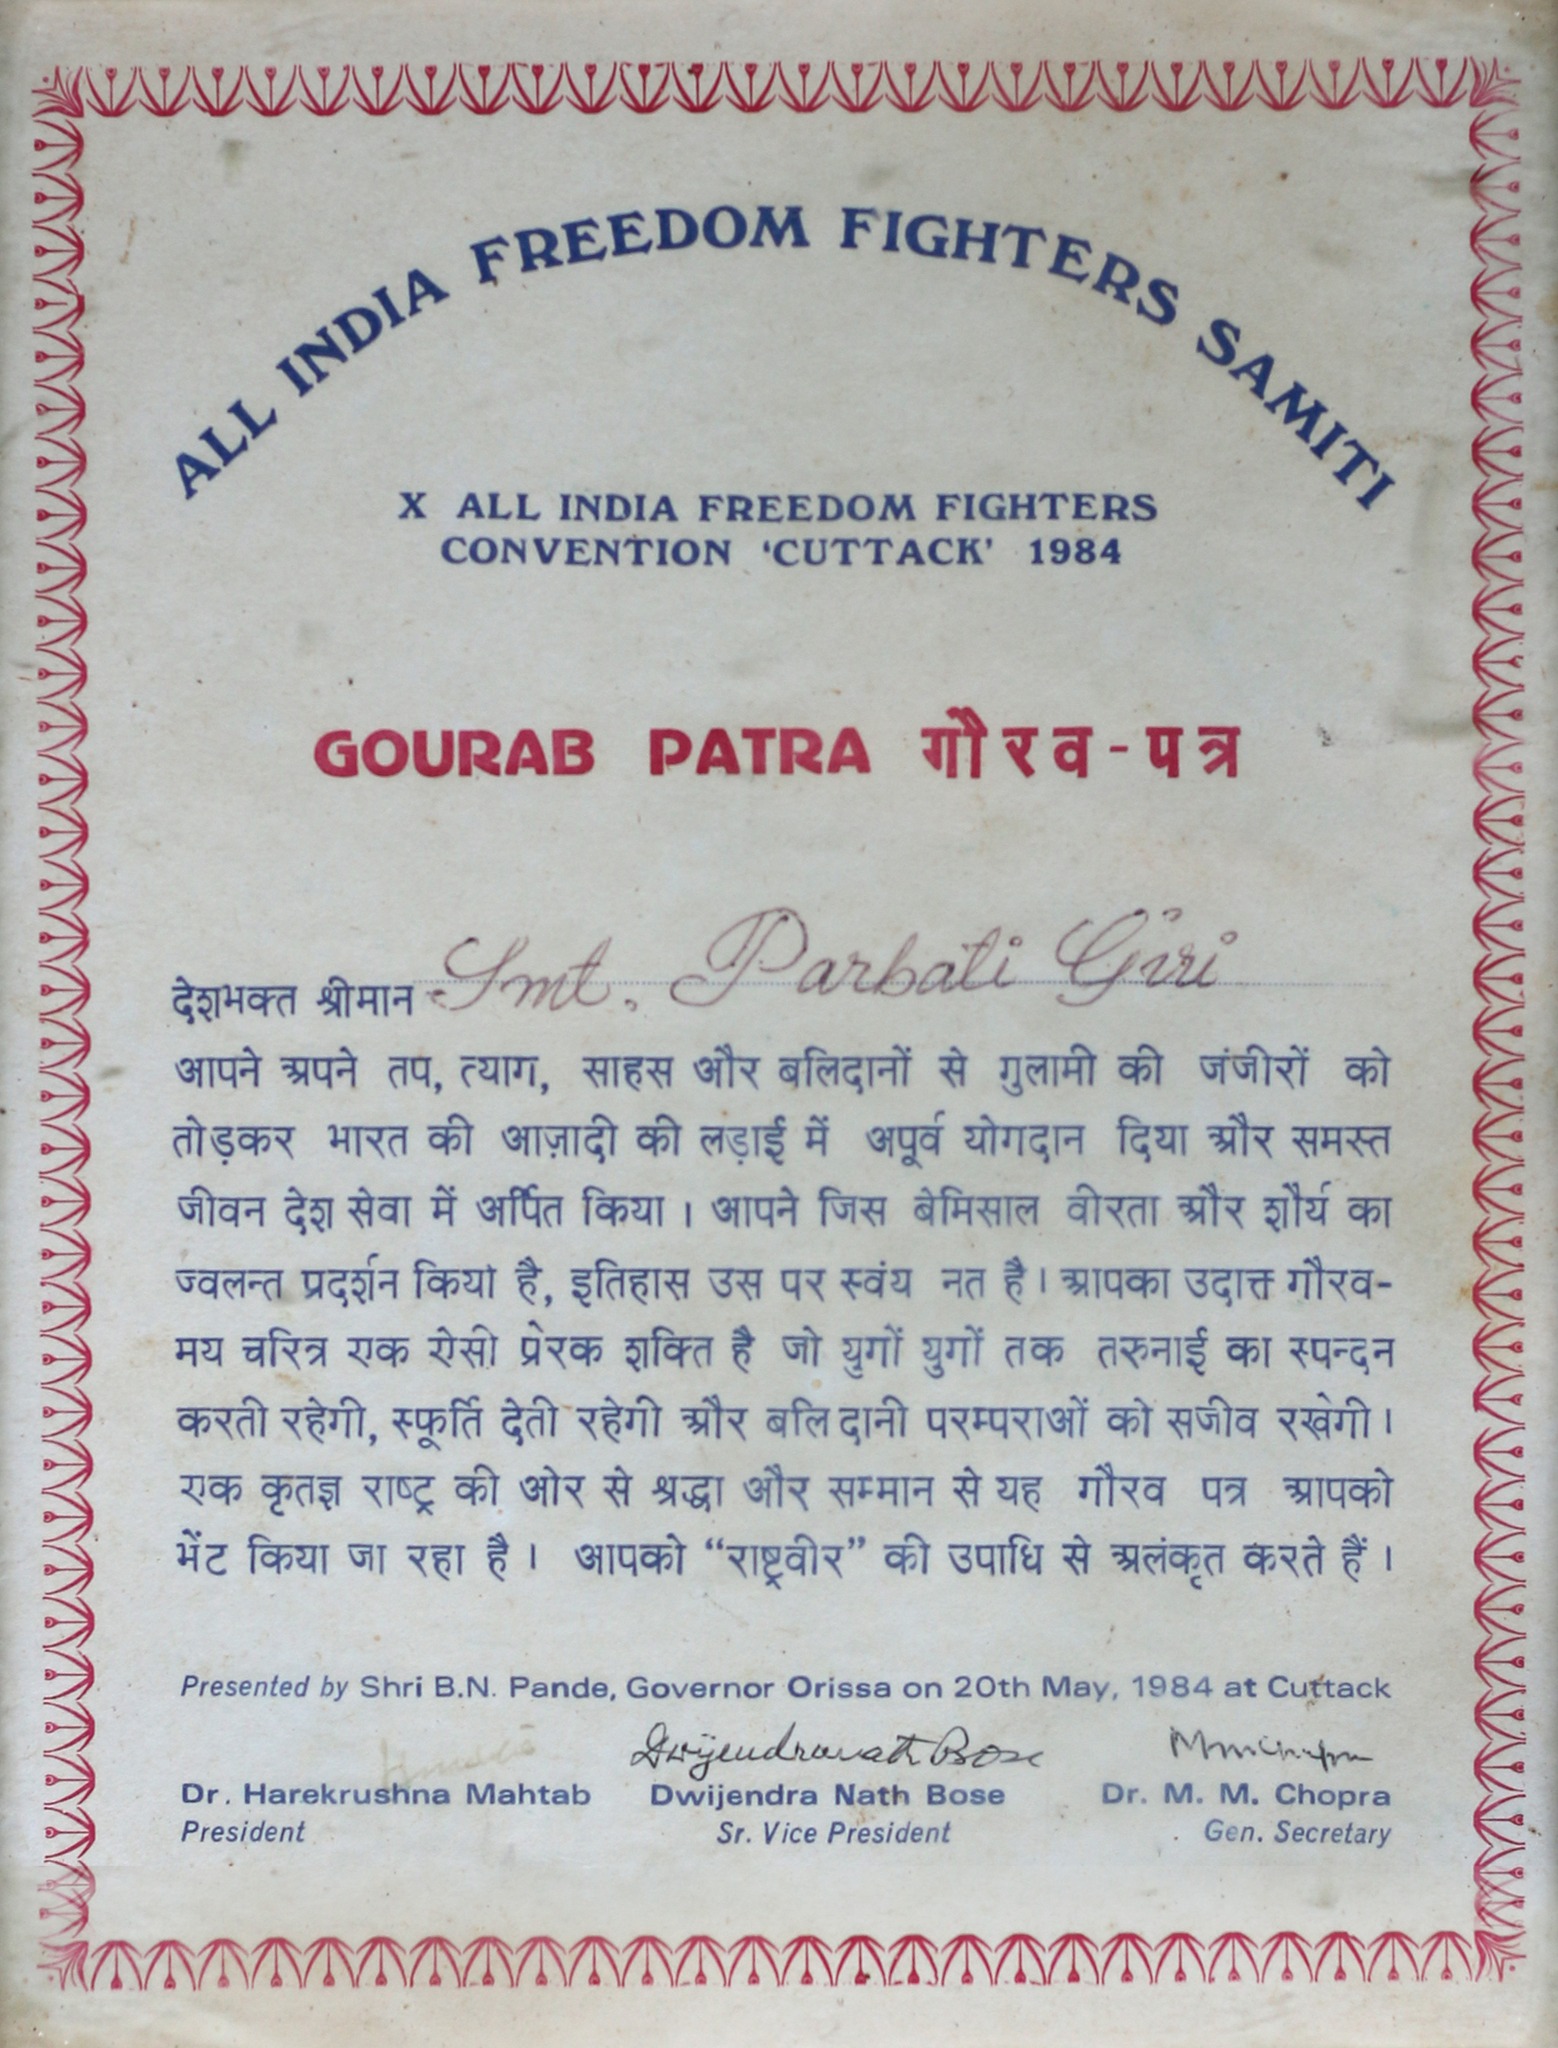 ALL INDIA FREEDOM FIGHTERS SAMITI
X ALL INDIA FREEDOM FIGHTERS
CONVENTION ‘CUTTACK’ 1984
GOURAB PATRA गौरव-पत्र
देशभक्त श्रीमान Smt. Parbati Giri
आपने अपने तप, त्याग, साहस और बलिदानों से गुलामी की जंजीरों को
तोड़कर भारत की आज़ादी की लड़ाई में अपूर्व योगदान दिया और समस्त
जीवन देश सेवा में अर्पित किया। आपने जिस बेमिसाल वीरता और शौर्य का
ज्वलन्त प्रदर्शन किया है, इतिहास उस पर स्वंय नत है। आपका उदात्त गौरव-
मय चरित्र एक ऐसी प्रेरक शक्ति है जो युगों युगों तक तरुनाई का स्पन्दन
करती रहेगी, स्फूर्ति देती रहेगी और बलिदानी परम्पराओं को सजीव रखेगी।
एक कृतज्ञ राष्ट्र की ओर से श्रद्धा और सम्मान से यह गौरव पत्र आपको
भेंट किया जा रहा है। आपको “राष्ट्रवीर” की उपाधि से अलंकृत करते हैं।
Presented by Shri B.N. Pande, Governor Orissa on 20th May, 1984 at Cuttack
Dwijendranath Bose
Dr. Harekrushna Mahtab Dwijendra Nath Bose Dr. M. M. Chopra
President Sr. Vice President Gen. Secretary